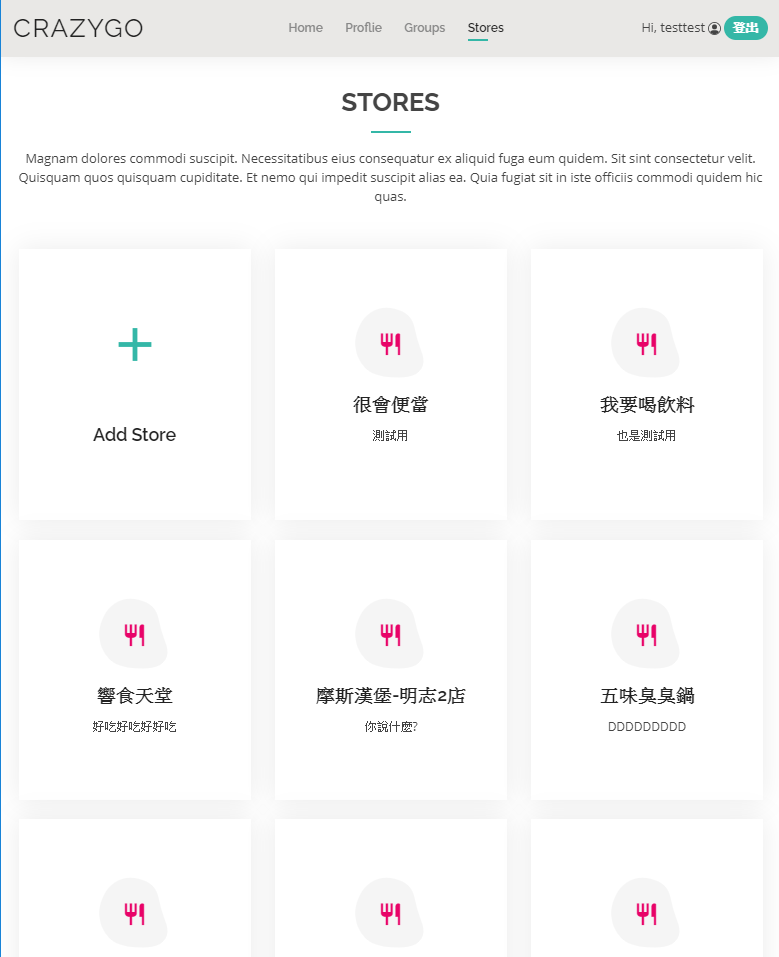 CRAZYGO
Home
Proflie
Groups
Stores
Hi, testtest
登出
STORES
Magnam dolores commodi suscipit. Necessitatibus eius consequatur ex aliquid fuga eum quidem. Sit sint consectetur velit.
Quisquam quos quisquam cupiditate. Et nemo qui impedit suscipit alias ea. Quia fugiat sit in iste officiis commodi quidem hic
quas.
Add Store
很會便當
測試用
我要喝飲料
也是測試用
響食天堂
好吃好吃好好吃
摩斯漢堡-明志2店
你說什麼?
五味臭臭鍋
DDDDDDDDD